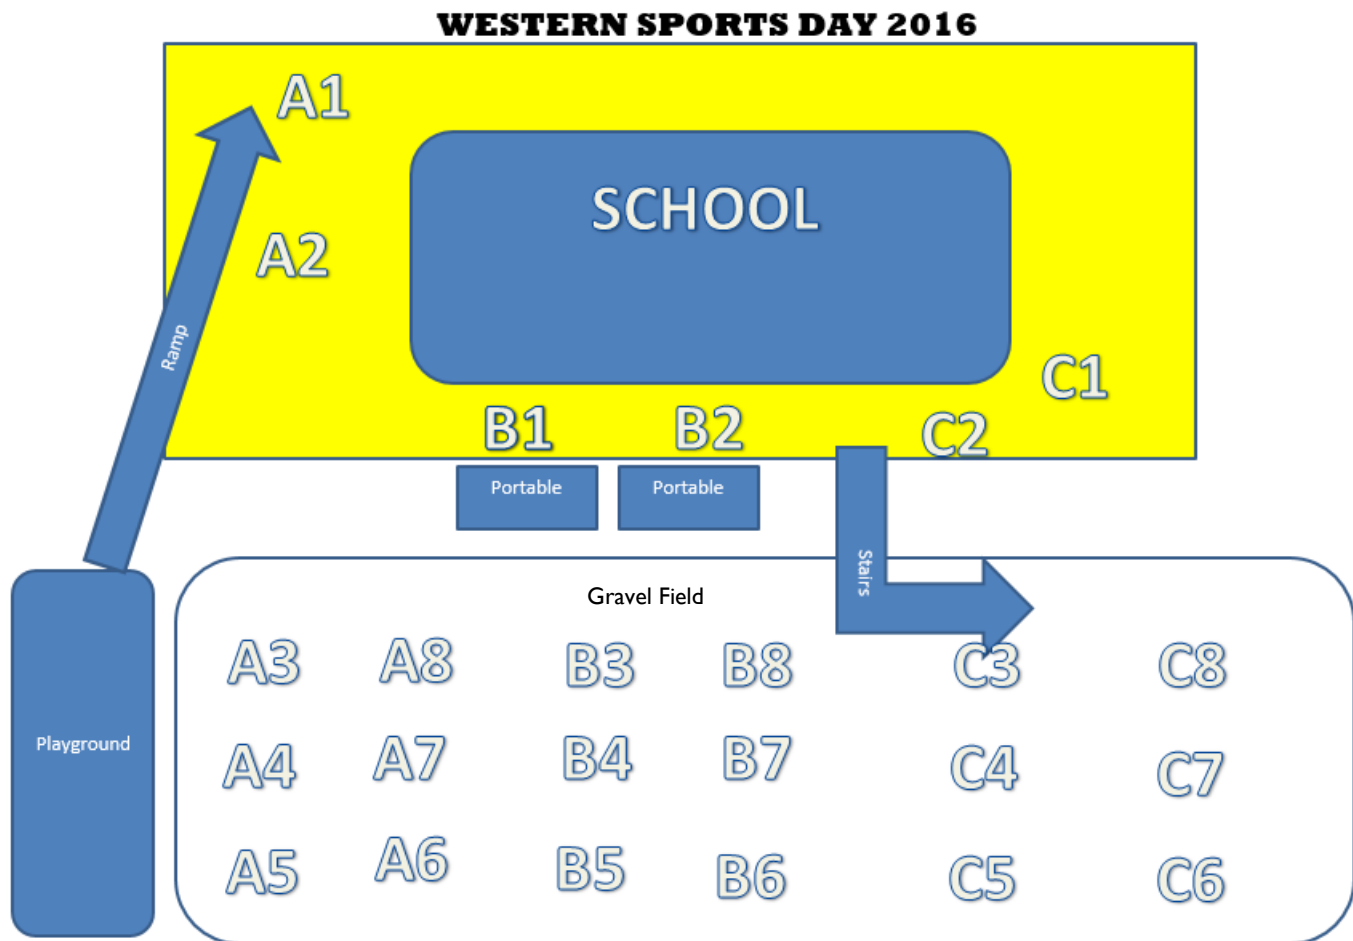 WESTERN SPORTS DAY 2016
A1
SCHOOL
A2
Ramp
C1
B1 B2 C2
Portable Portable
Stairs
Gravel Field
A3 A8 B3 B8 C3 C8
Playground
A4 A7 B4 B7 C4 C7
A5 A6 B5 B6 C5 C6